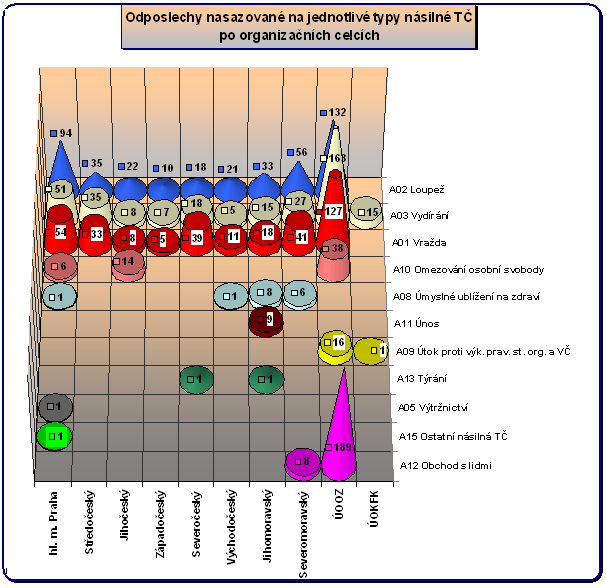 Odposlechy nasazované na jednotlivé typy násilné TČ
po organizačních celcích
132
94
163
56
35
22
10
18
21
33
A02 Loupež
51
35
8
7
18
5
15
27
15
A03 Vydírání
54
33
8
5
39
11
18
41
127
A01 Vražda
6
14
38
A10 Omezování osobní svobody
1
1
8
6
A08 Úmyslné ublížení na zdraví
9
A11 Únos
16
1
A09 Útok proti výk. prav. st. org. a VČ
1
1
A13 Týrání
1
A05 Výtržnictví
1
A15 Ostatní násilná TČ
8
189
A12 Obchod s lidmi
hl. m. Praha
Středočeský
Jihočeský
Západočeský
Severočeský
Východočeský
Jihomoravský
Severomoravský
ÚOOZ
ÚOKFK